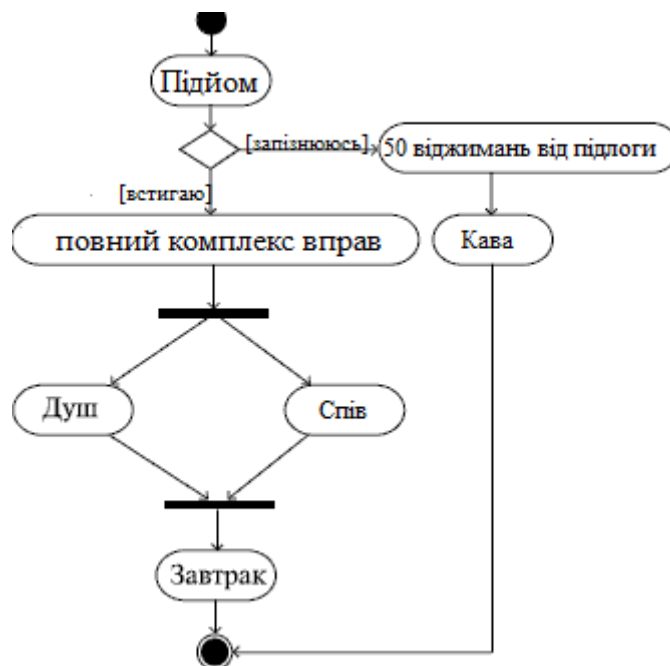 Підйом
[запізнююсь]
50 віджимань від підлоги
[встигаю]
повний комплекс вправ
Кава
Душ
Спів
Завтрак